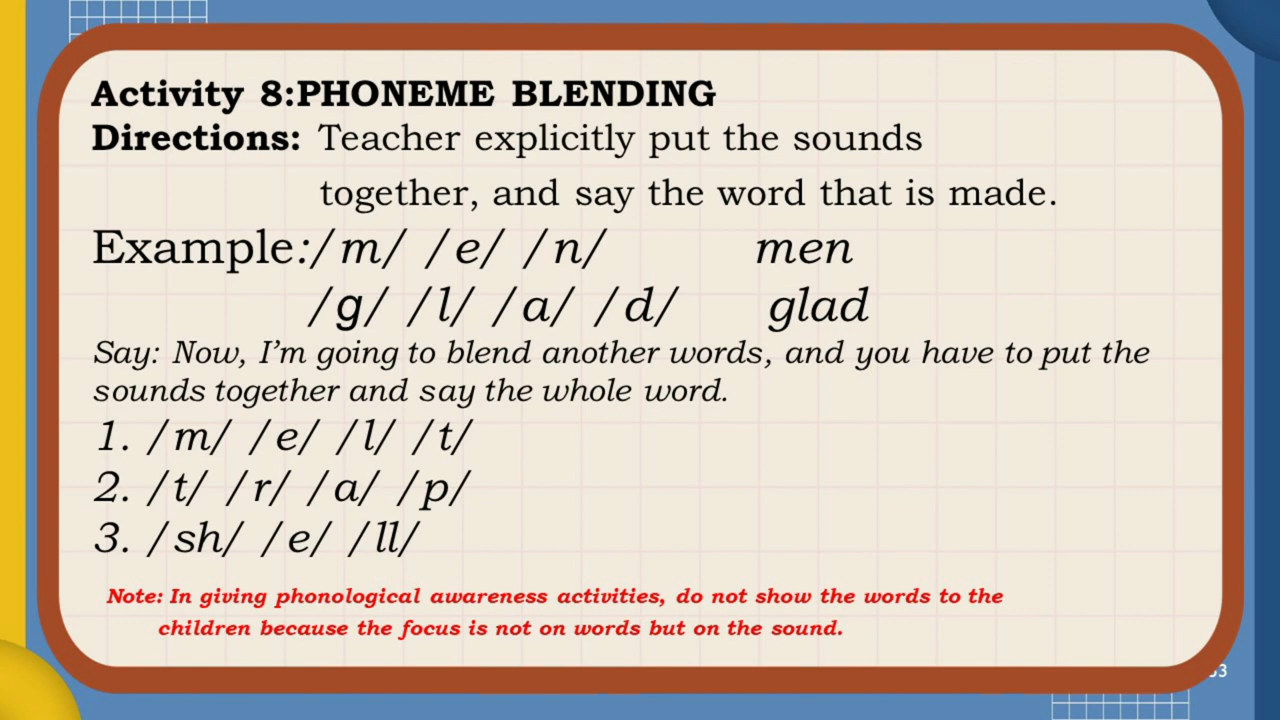 Activity 8:PHONEME BLENDING
Directions: Teacher explicitly put the sounds
together, and say the word that is made.
Example:/m/ /e/ /n/ men
/g/ /l/ /a/ /d/ glad
Say: Now, I'm going to blend another words, and you have to put the
sounds together and say the whole word.
1. /m/ /e/ /l/ /t/
2. /t/ /r/ /a/ /p/
3. /sh/ /e/ /ll/
Note: In giving phonological awareness activities, do not show the words to the
children because the focus is not on words but on the sound.